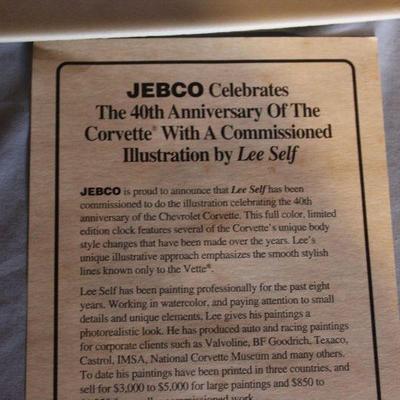 JEBCO Celebrates
The 40th Anniversary Of The
Corvette® With A Commissioned
Illustration by Lee Self
JEBCO is proud to announce that Lee Self has been
commissioned to do the illustration celebrating the 40th
anniversary of the Chevrolet Corvette. This full color, limited
edition clock features several of the Corvette's unique body
style changes that have been made over the years. Lee's
unique illustrative approach emphasizes the smooth stylish
lines known only to the Vette®.
Lee Self has been painting professionally for the past eight
years. Working in watercolor, and paying attention to small
details and unique elements, Lee gives his paintings a
photorealistic look. He has produced auto and racing paintings
for corporate clients such as Valvoline, BF Goodrich, Texaco,
Castrol, IMSA, National Corvette Museum and many others.
To date his paintings have been printed in three countries, and
sell for $3,000 to $5,000 for large paintings and $850 to
commissioned work